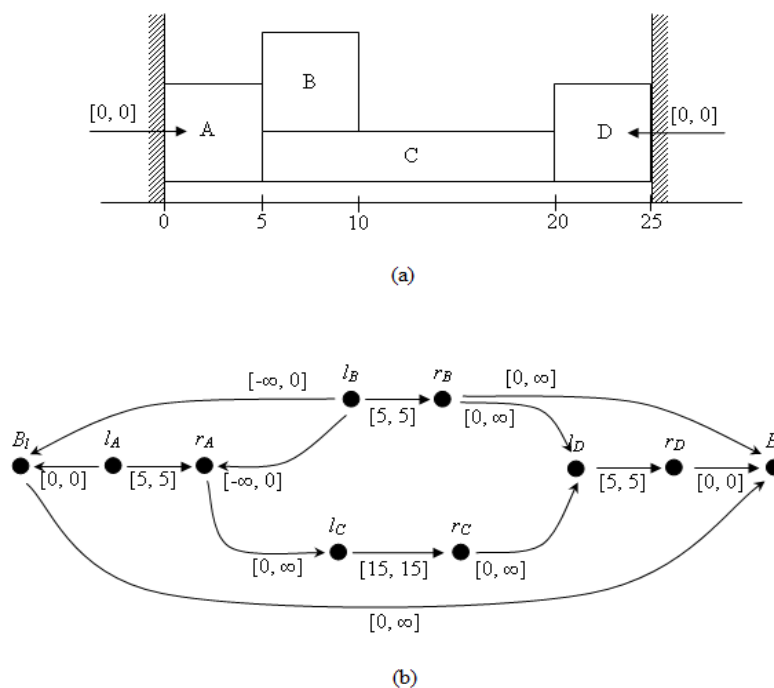 B
[0, 0]
A
D
[0, 0]
C
0
5
10
20
25
(a)
[-∞, 0]
l_B
r_B
[0, ∞]
[5, 5]
[0, ∞]
B_l
l_A
r_A
l_D
r_D
[0, 0]
[5, 5]
[-∞, 0]
[5, 5]
[0, 0]
l_C
r_C
[0, ∞]
[15, 15]
[0, ∞]
[0, ∞]
(b)